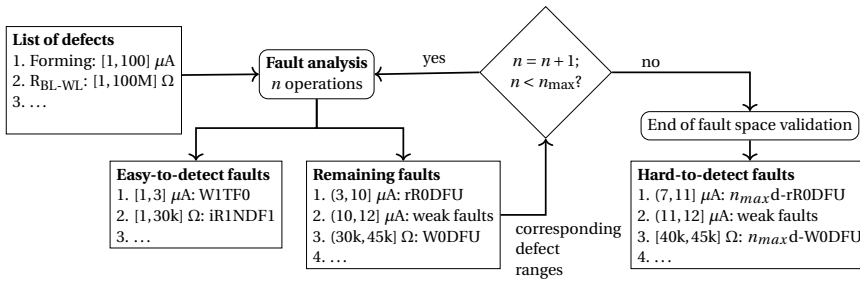 List of defects
1. Forming: [1,100] μA
2. R_BL-WL: [1,100M] Ω
3. …
Fault analysis
n operations
yes
n = n + 1;
n < n_max?
no
End of fault space validation
Easy-to-detect faults
1. [1,3] μA: W1TF0
2. [1,30k] Ω: iR1NDF1
3. …
Remaining faults
1. (3,10] μA: rR0DFU
2. (10,12] μA: weak faults
3. (30k,45k] Ω: W0DFU
4. …
corresponding
defect
ranges
Hard-to-detect faults
1. (7,11] μA: n_max d-rR0DFU
2. (11,12] μA: weak faults
3. [40k,45k] Ω: n_max d-W0DFU
4. …